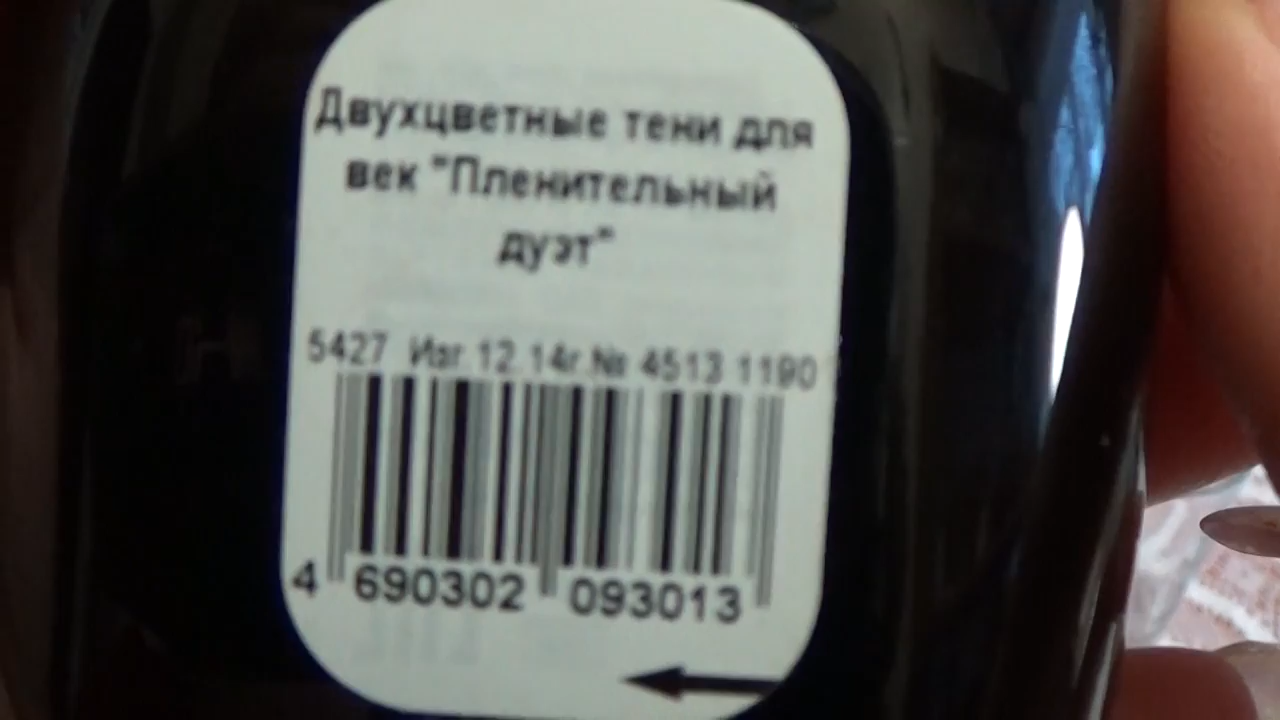 Двухцветные тени для
век "Пленительный
дуэт"
5427 Изг. 12.14г.№ 4513 1190
4 690302 093013